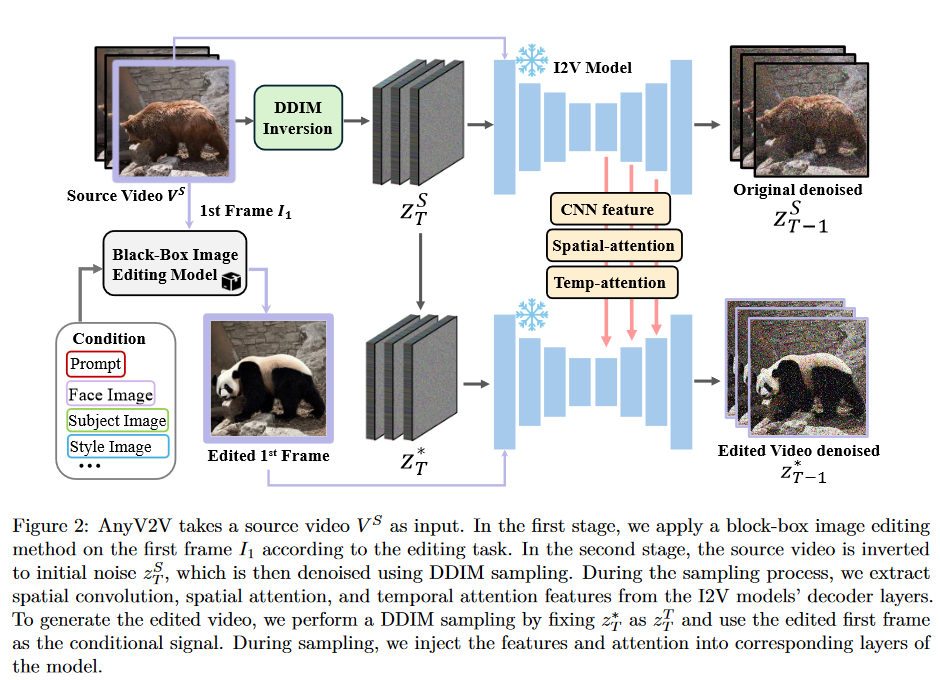 DDIM
Inversion
I2V Model
Source Video V^S
1st Frame I_1
Z_T^S
Original denoised
Z_{T-1}^S
CNN feature
Spatial-attention
Temp-attention
Black-Box Image
Editing Model
Condition
Prompt
Face Image
Subject Image
Style Image
•••
Edited 1st Frame
Z_T^*
Edited Video denoised
Z_{T-1}^*
Figure 2: AnyV2V takes a source video V^S as input. In the first stage, we apply a block-box image editing
method on the first frame I_1 according to the editing task. In the second stage, the source video is inverted
to initial noise z_T^S, which is then denoised using DDIM sampling. During the sampling process, we extract
spatial convolution, spatial attention, and temporal attention features from the I2V models' decoder layers.
To generate the edited video, we perform a DDIM sampling by fixing z_T^* as z_T^T and use the edited first frame
as the conditional signal. During sampling, we inject the features and attention into corresponding layers of
the model.